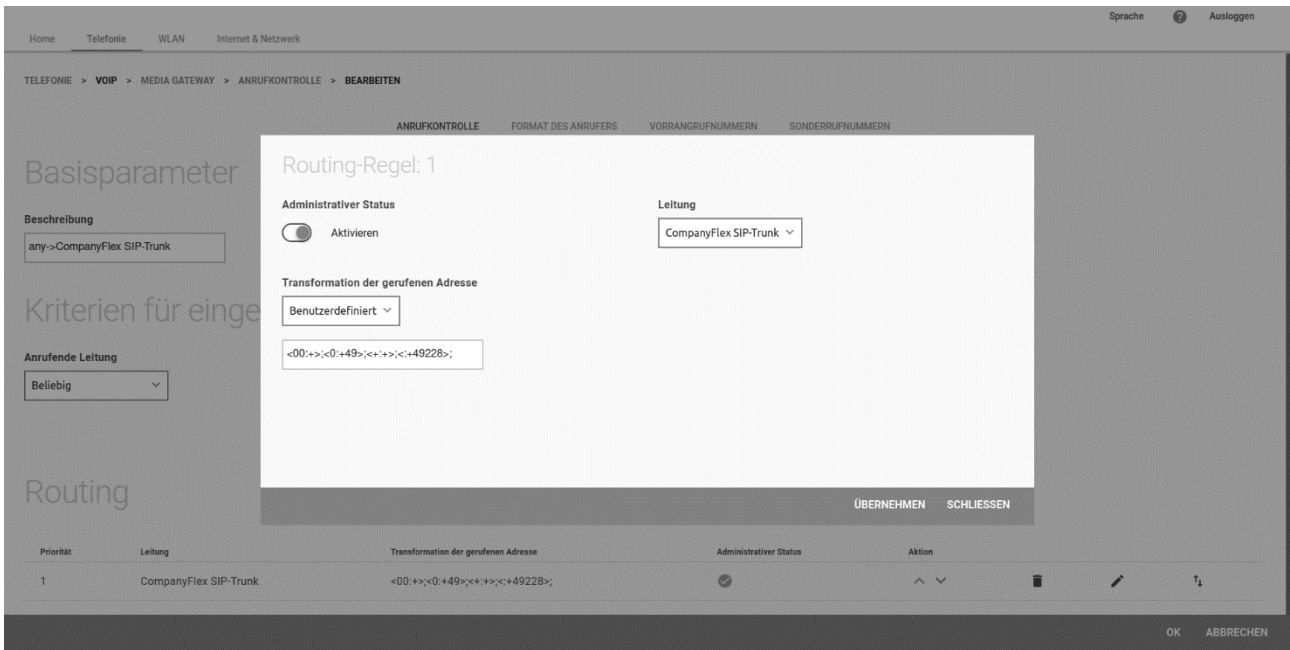 Sprache ? Ausloggen
Home Telefonie WLAN Internet & Netzwerk
TELEFONIE > VOIP > MEDIA GATEWAY > ANRUFKONTROLLE > BEARBEITEN
ANRUFKONTROLLE FORMAT DES ANRUFERS VORRANGRUFNUMMERN SONDERRUFNUMMERN
Basisparameter
Beschreibung
any->CompanyFlex SIP-Trunk
Kriterien für einge
Anrufende Leitung
Beliebig
Routing-Regel: 1
Administrativer Status
Aktivieren
Leitung
CompanyFlex SIP-Trunk
Transformation der gerufenen Adresse
Benutzerdefiniert
<00:+>;<0:+49>;<+:+>;<:+49228>;
ÜBERNEHMEN SCHLIESSEN
Routing
Priorität Leitung Transformation der gerufenen Adresse Administrativer Status Aktion
1 CompanyFlex SIP-Trunk <00:+>;<0:+49>;<+:+>;<:+49228>;
OK ABBRECHEN